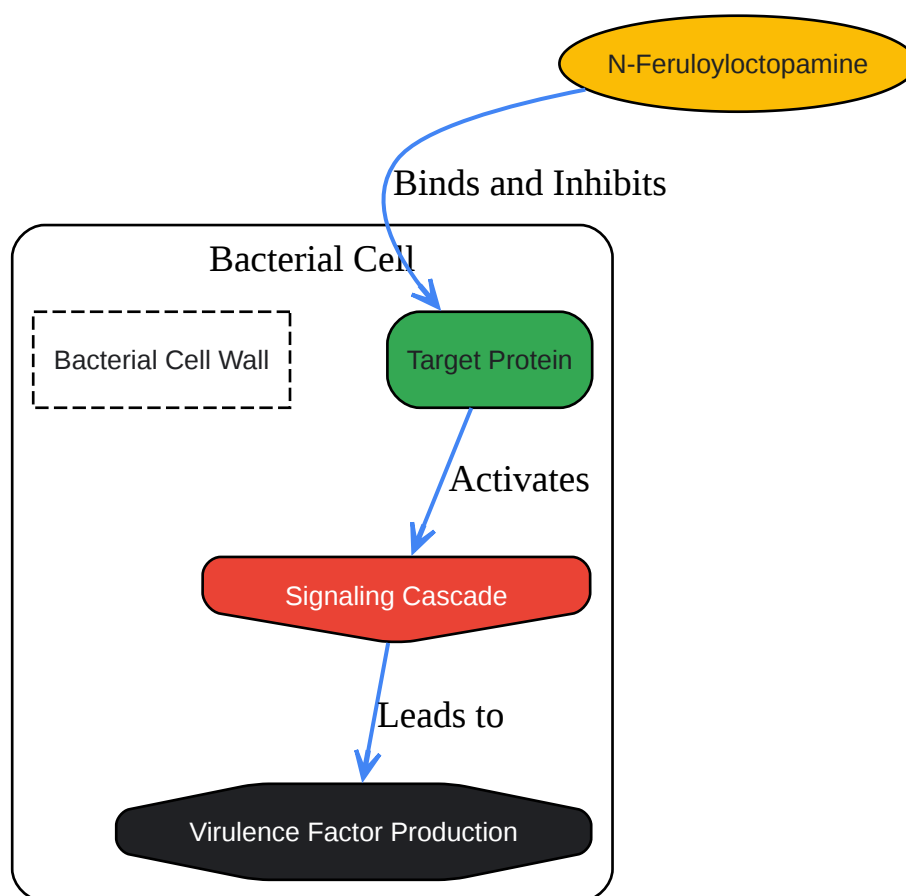 N-Feruloyloctopamine
Binds and Inhibits
Bacterial Cell
Bacterial Cell Wall
Target Protein
Activates
Signaling Cascade
Leads to
Virulence Factor Production